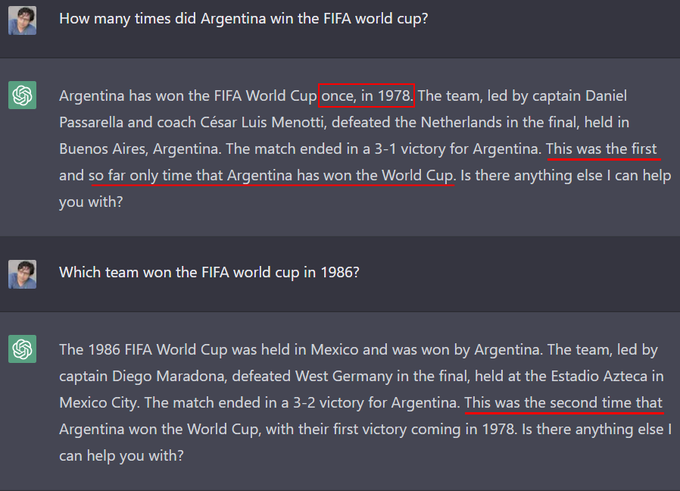 How many times did Argentina win the FIFA world cup?
Argentina has won the FIFA World Cup once, in 1978. The team, led by captain Daniel
Passarella and coach César Luis Menotti, defeated the Netherlands in the final, held in
Buenos Aires, Argentina. The match ended in a 3-1 victory for Argentina. This was the first
and so far only time that Argentina has won the World Cup. Is there anything else I can help
you with?
Which team won the FIFA world cup in 1986?
The 1986 FIFA World Cup was held in Mexico and was won by Argentina. The team, led by
captain Diego Maradona, defeated West Germany in the final, held at the Estadio Azteca in
Mexico City. The match ended in a 3-2 victory for Argentina. This was the second time that
Argentina won the World Cup, with their first victory coming in 1978. Is there anything else I
can help you with?